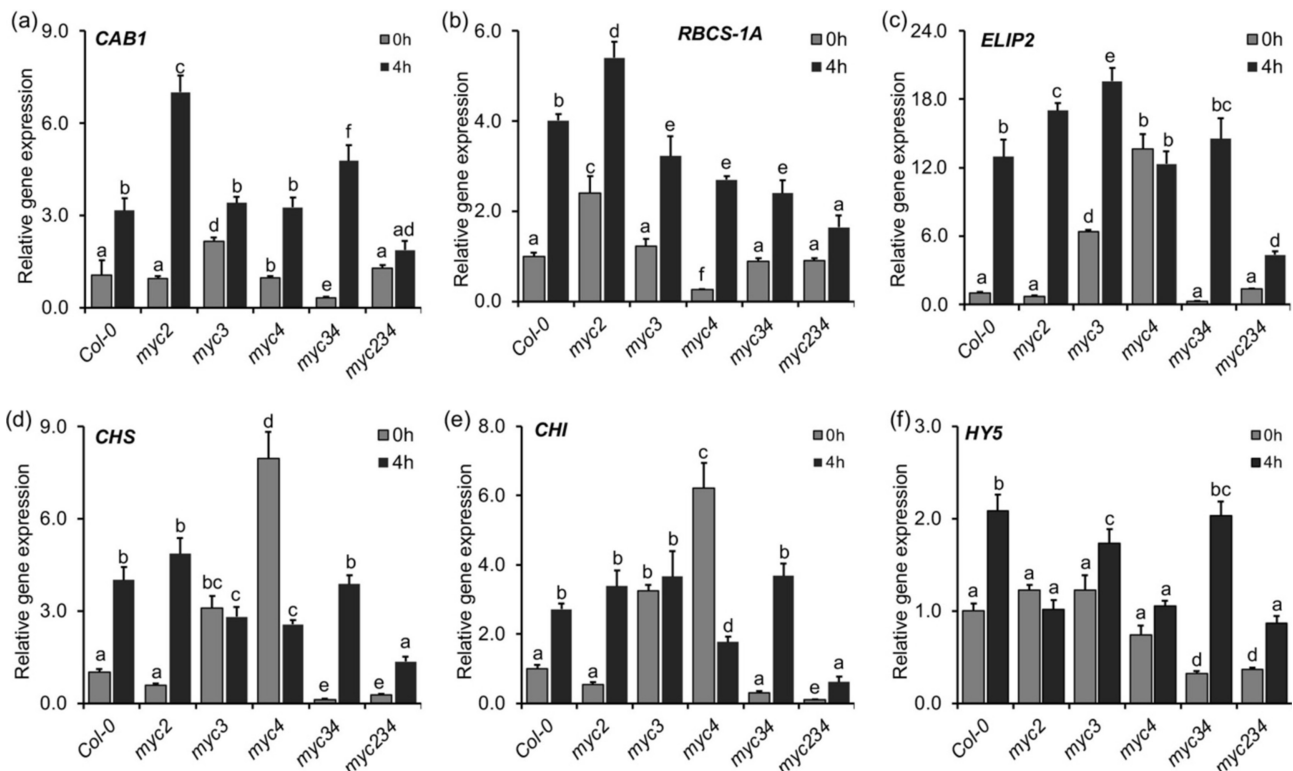 (a)
CAB1
0h
4h
Relative gene expression
9.0
6.0
3.0
0.0
a
b
a
c
d
b
b
b
e
f
a
ad
Col-0
myc2
myc3
myc4
myc34
myc234
(b)
RBCS-1A
0h
4h
Relative gene expression
6.0
4.0
2.0
0.0
a
b
c
d
a
e
f
e
a
e
a
a
Col-0
myc2
myc3
myc4
myc34
myc234
(c)
ELIP2
0h
4h
Relative gene expression
24.0
18.0
12.0
6.0
0.0
a
b
a
c
d
e
b
b
a
bc
a
d
Col-0
myc2
myc3
myc4
myc34
myc234
(d)
CHS
0h
4h
Relative gene expression
9.0
6.0
3.0
0.0
a
b
a
b
bc
c
d
c
e
b
e
a
Col-0
myc2
myc3
myc4
myc34
myc234
(e)
CHI
0h
4h
Relative gene expression
8.0
6.0
4.0
2.0
0.0
a
b
a
b
b
b
c
d
a
b
e
a
Col-0
myc2
myc3
myc4
myc34
myc234
(f)
HY5
0h
4h
Relative gene expression
3.0
2.0
1.0
0.0
a
b
a
a
a
c
a
a
d
bc
d
a
Col-0
myc2
myc3
myc4
myc34
myc234